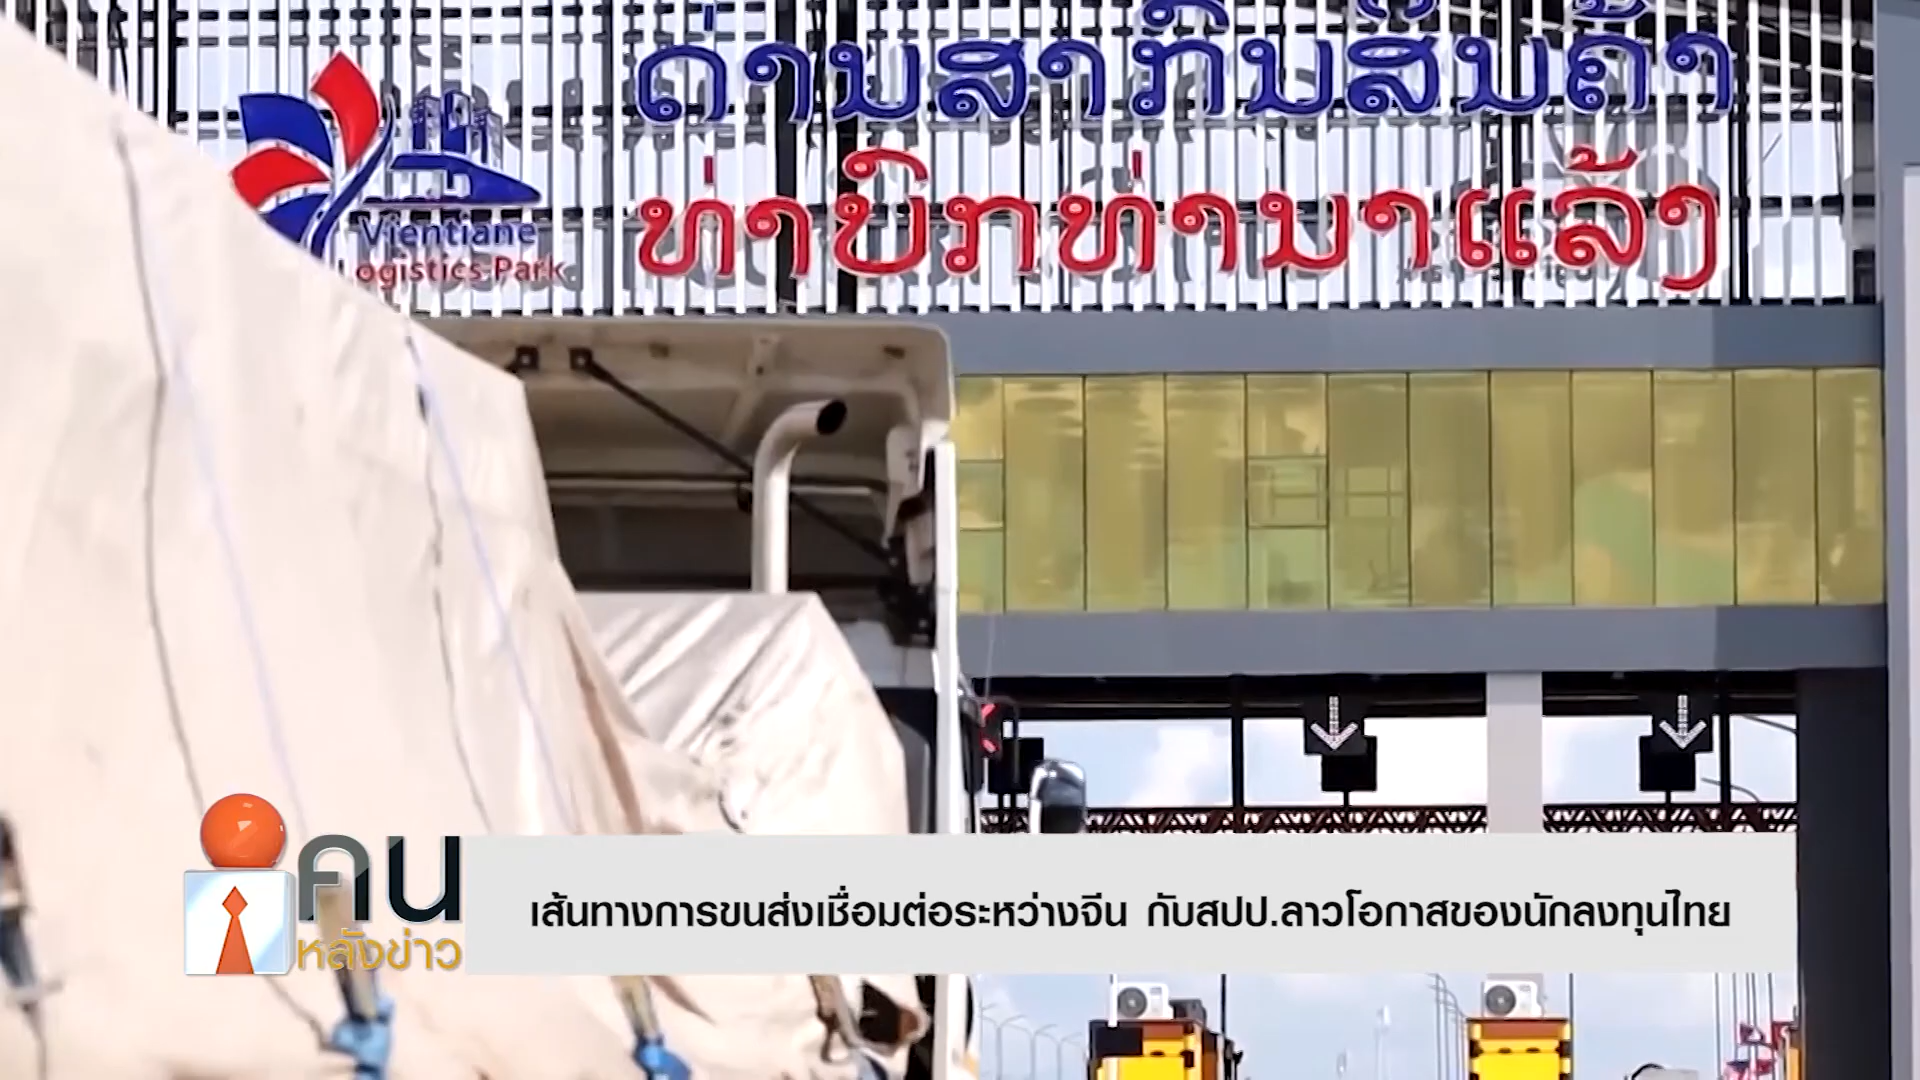 ດ່ານສາກົນສິນຄ້າ
ທ່າບົກທ່ານາແລ້ງ
Vientiane
Logistics Park
คน
หลังข่าว
เส้นทางการขนส่งเชื่อมต่อระหว่างจีน กับสปป.ลาวโอกาสของนักลงทุนไทย